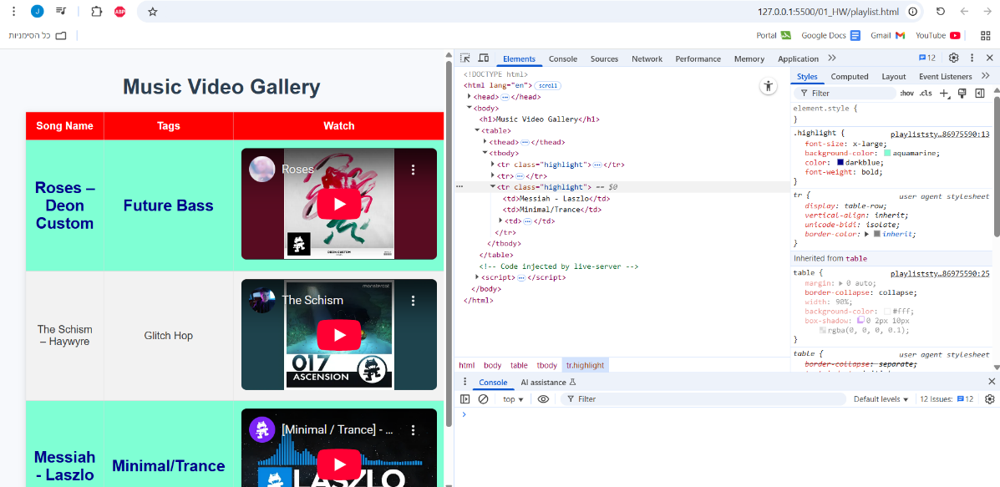 J
ABP
127.0.0.1:5500/01_HW/playlist.html
כל הסימניות
Portal
Google Docs
Gmail
YouTube
Music Video Gallery
Song Name Tags Watch
Roses –
Deon
Custom
Future Bass
Roses
DEON CUSTOM
The Schism
– Haywyre
Glitch Hop
The Schism
monstercat
017
ASCENSION
Messiah
- Laszlo
Minimal/Trance
[Minimal / Trance] - ...
LASZLO
Elements Console Sources Network Performance Memory Application 12
<!DOCTYPE html>
<html lang="en"> scroll
<head> ... </head>
<body>
<h1>Music Video Gallery</h1>
<table>
<thead> ... </thead>
<tbody>
<tr class="highlight"> ... </tr>
<tr> ... </tr>
... <tr class="highlight"> == $0
<td>Messiah - Laszlo</td>
<td>Minimal/Trance</td>
<td> ... </td>
</tr>
</tbody>
</table>
<!-- Code injected by live-server -->
<script> ... </script>
</body>
</html>
html body table tbody tr.highlight
Styles Computed Layout Event Listeners
Filter :hov .cls
element.style {
}
.highlight { playliststy…86975590:13
font-size: x-large;
background-color: aquamarine;
color: darkblue;
font-weight: bold;
}
tr { user agent stylesheet
display: table-row;
vertical-align: inherit;
unicode-bidi: isolate;
border-color: inherit;
}
Inherited from table
table { playliststy…86975590:25
margin: 0 auto;
border-collapse: collapse;
width: 90%;
background-color: #fff;
box-shadow: 0 2px 10px
rgba(0, 0, 0, 0.1);
}
table { user agent stylesheet
border-collapse: separate;
Console AI assistance
top Filter Default levels 12 Issues: 12